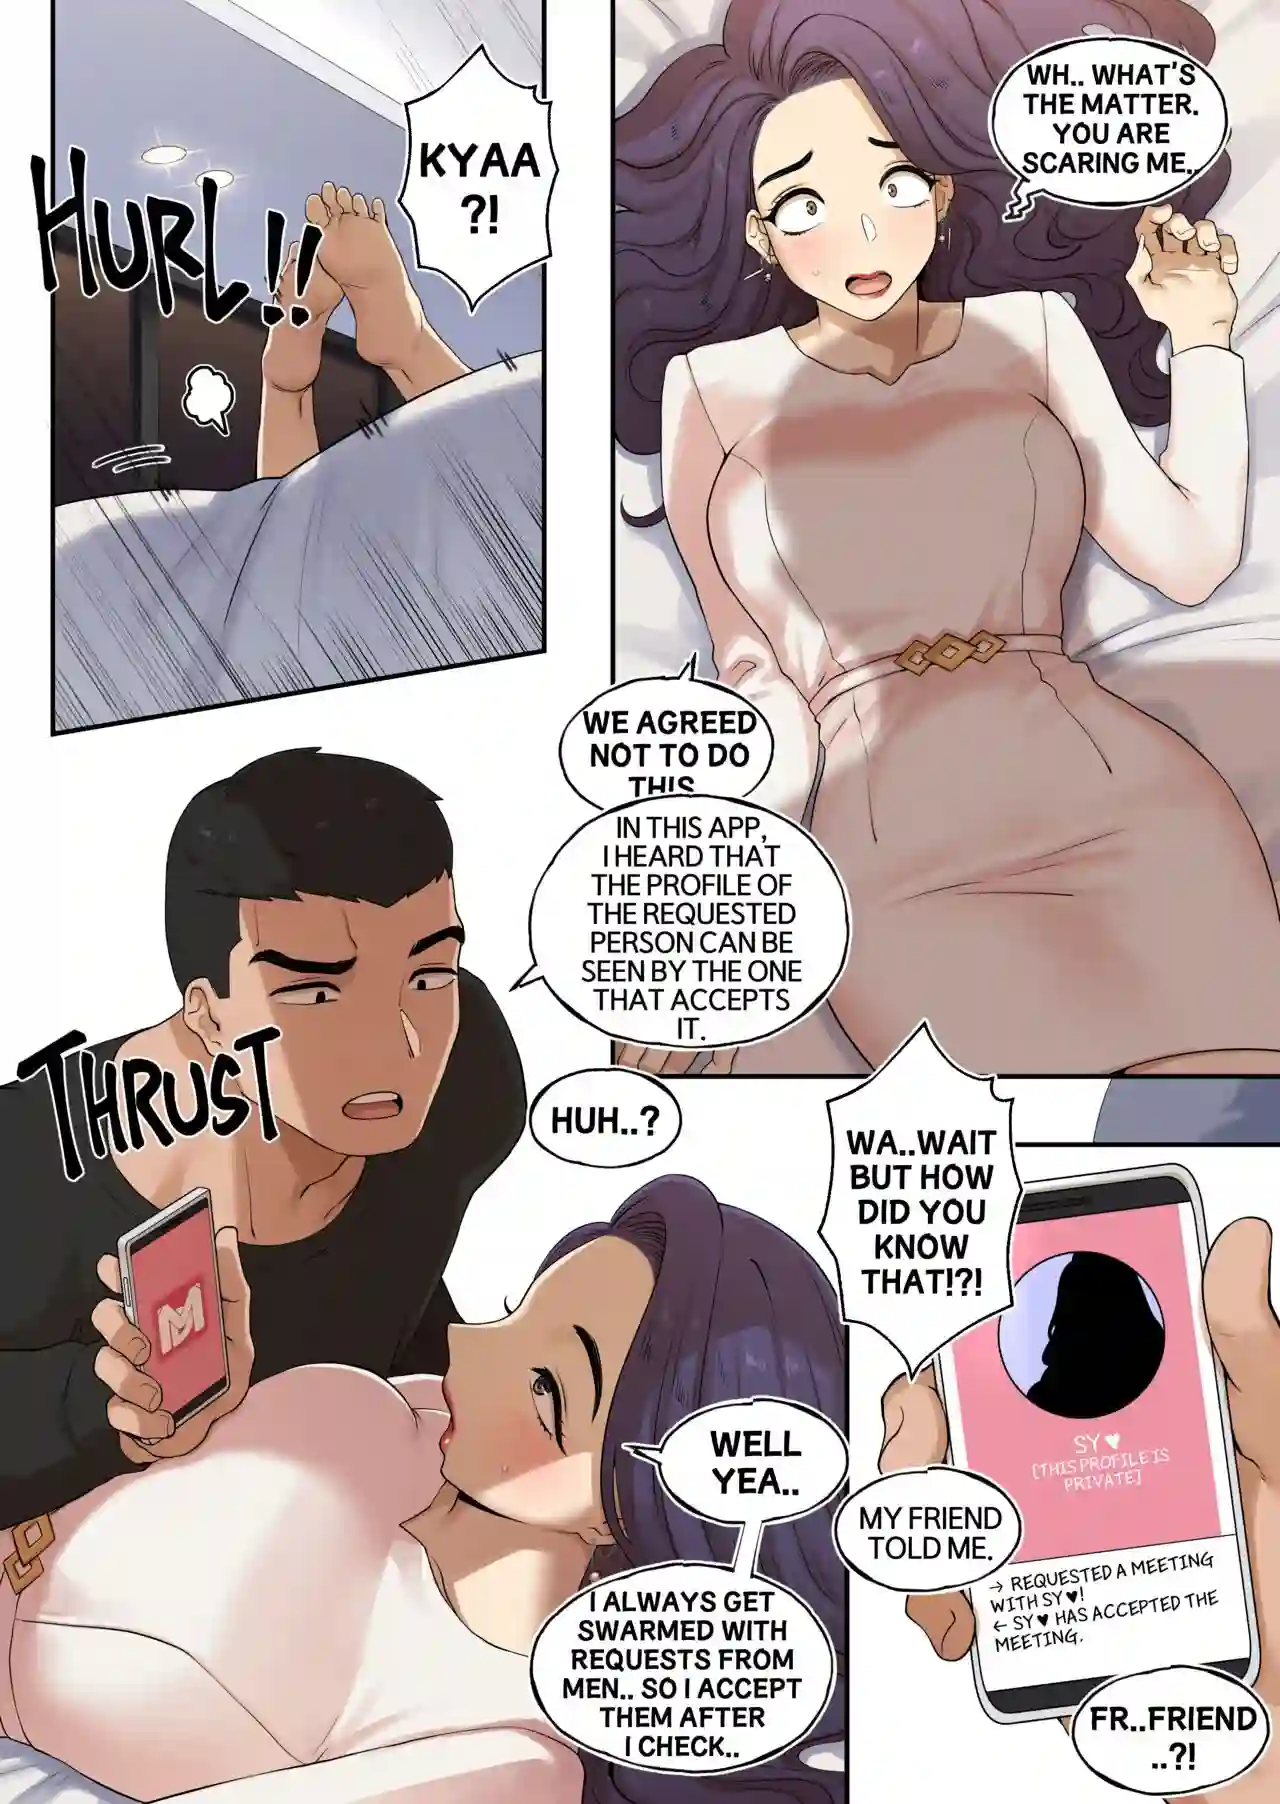 HURL!!
KYAA
?!
WH.. WHAT'S
THE MATTER.
YOU ARE
SCARING ME..
WE AGREED
NOT TO DO
THIS
IN THIS APP,
I HEARD THAT
THE PROFILE OF
THE REQUESTED
PERSON CAN BE
SEEN BY THE ONE
THAT ACCEPTS
IT.
THRUST
M
HUH..?
WA..WAIT
BUT HOW
DID YOU
KNOW
THAT!?!
WELL
YEA..
I ALWAYS GET
SWARMED WITH
REQUESTS FROM
MEN.. SO I ACCEPT
THEM AFTER
I CHECK..
SY♥
[THIS PROFILE IS
PRIVATE]
MY FRIEND
TOLD ME.
→ REQUESTED A MEETING
WITH SY♥!
← SY♥ HAS ACCEPTED THE
MEETING.
FR..FRIEND
..?!